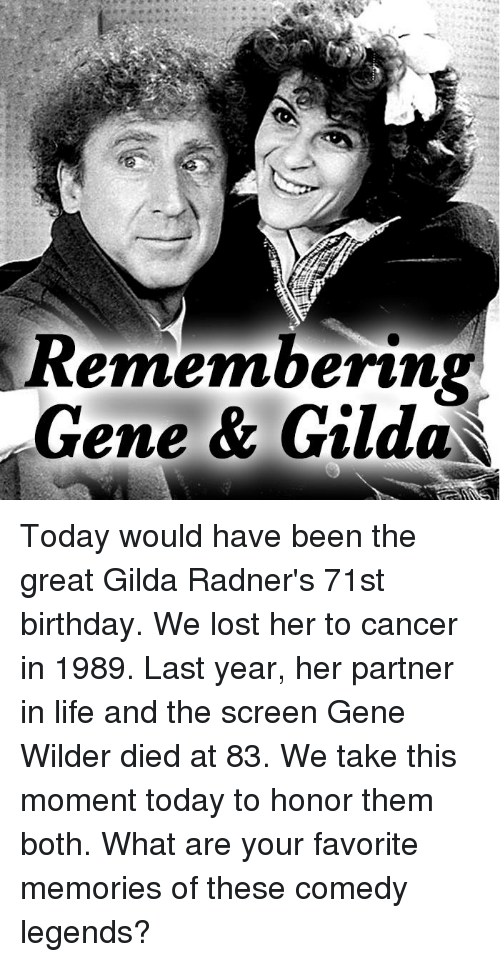 Remembering
Gene & Gilda
Today would have been the
great Gilda Radner's 71st
birthday. We lost her to cancer
in 1989. Last year, her partner
in life and the screen Gene
Wilder died at 83. We take this
moment today to honor them
both. What are your favorite
memories of these comedy
legends?